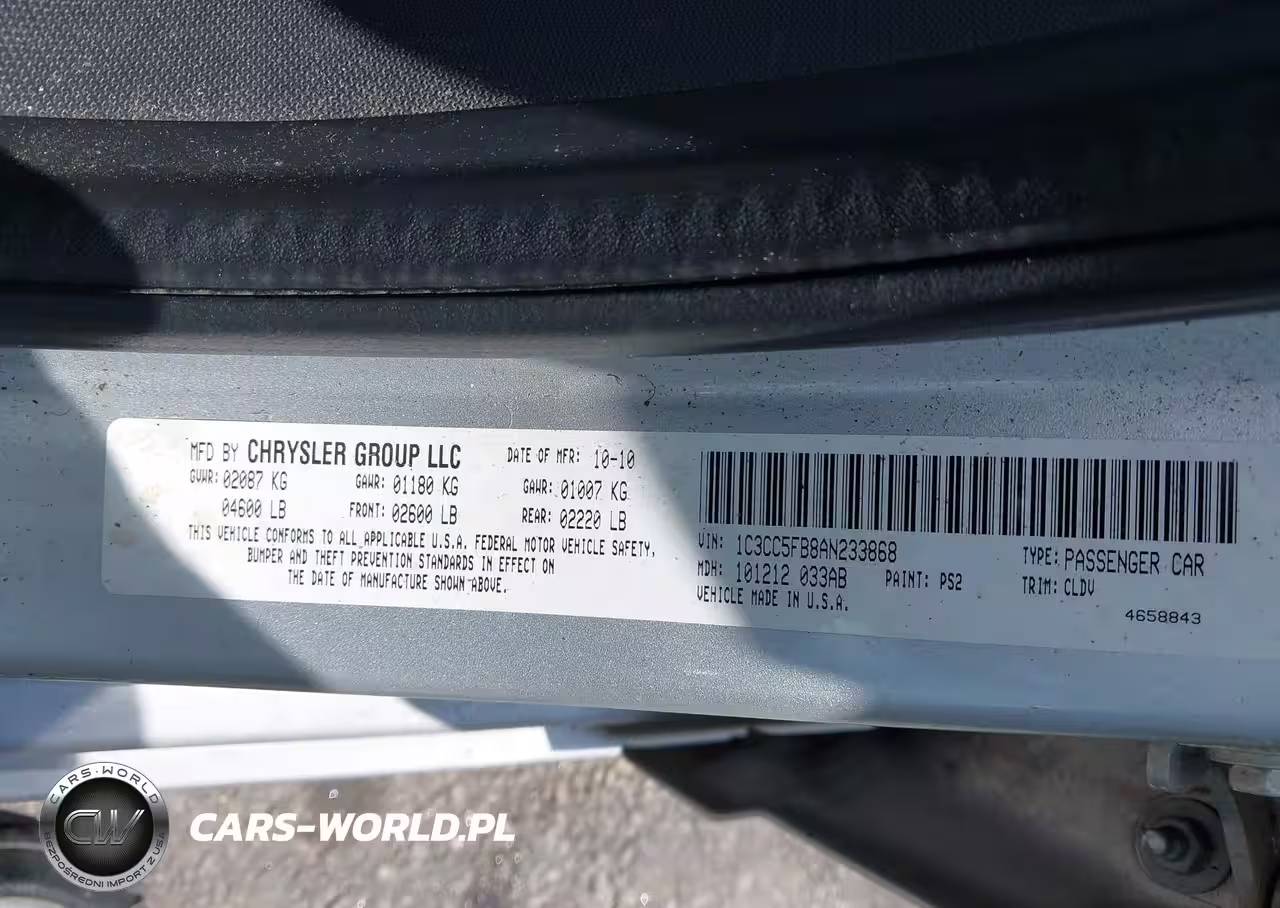 MFD BY CHRYSLER GROUP LLC DATE OF MFR: 10-10
GVWR: 02087 KG GAWR: 01180 KG GAWR: 01007 KG
04600 LB FRONT: 02600 LB REAR: 02220 LB
THIS VEHICLE CONFORMS TO ALL APPLICABLE U.S.A. FEDERAL MOTOR VEHICLE SAFETY,
BUMPER AND THEFT PREVENTION STANDARDS IN EFFECT ON
THE DATE OF MANUFACTURE SHOWN ABOVE.
VIN: 1C3CC5FB8AN233868 TYPE: PASSENGER CAR
MDH: 101212 033AB PAINT: PS2 TRIM: CLDV
VEHICLE MADE IN U.S.A.
4658843
CARS-WORLD
CW
BEZPOŚREDNI IMPORT Z USA
CARS-WORLD.PL